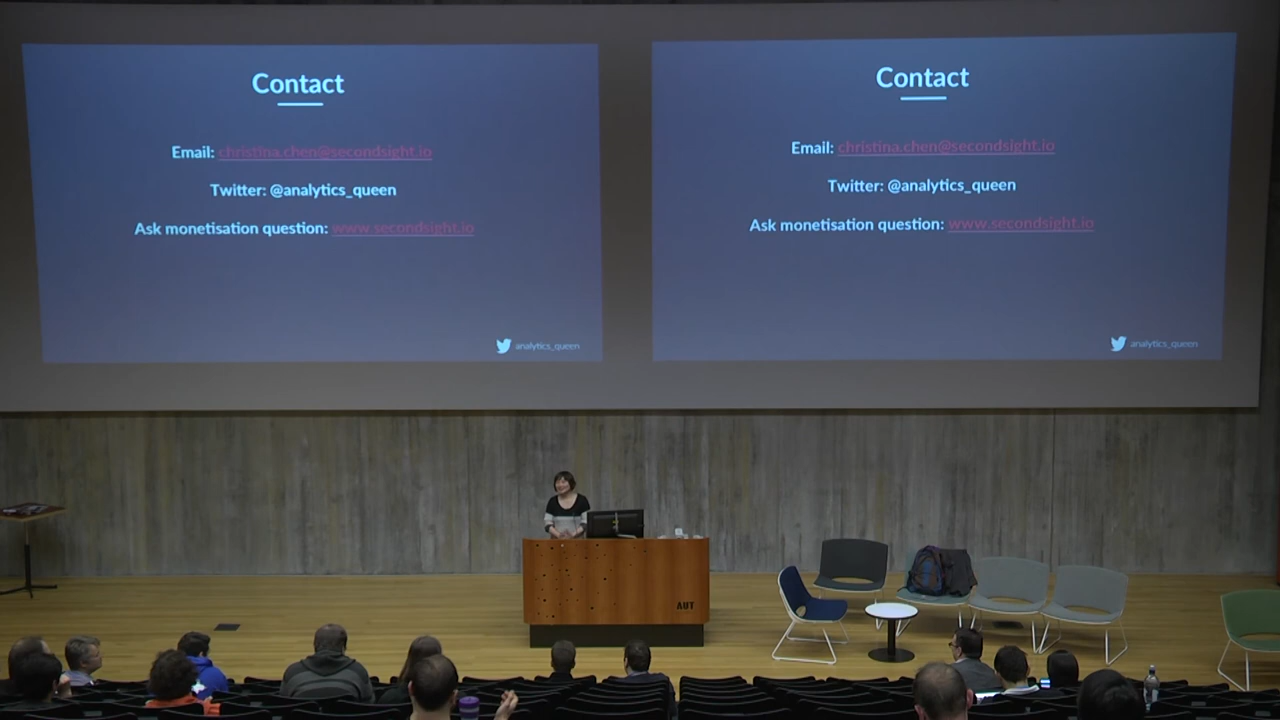 Contact
Email: christina.chen@secondsight.io
Twitter: @analytics_queen
Ask monetisation question: www.secondsight.io
analytics_queen
Contact
Email: christina.chen@secondsight.io
Twitter: @analytics_queen
Ask monetisation question: www.secondsight.io
analytics_queen
AUT